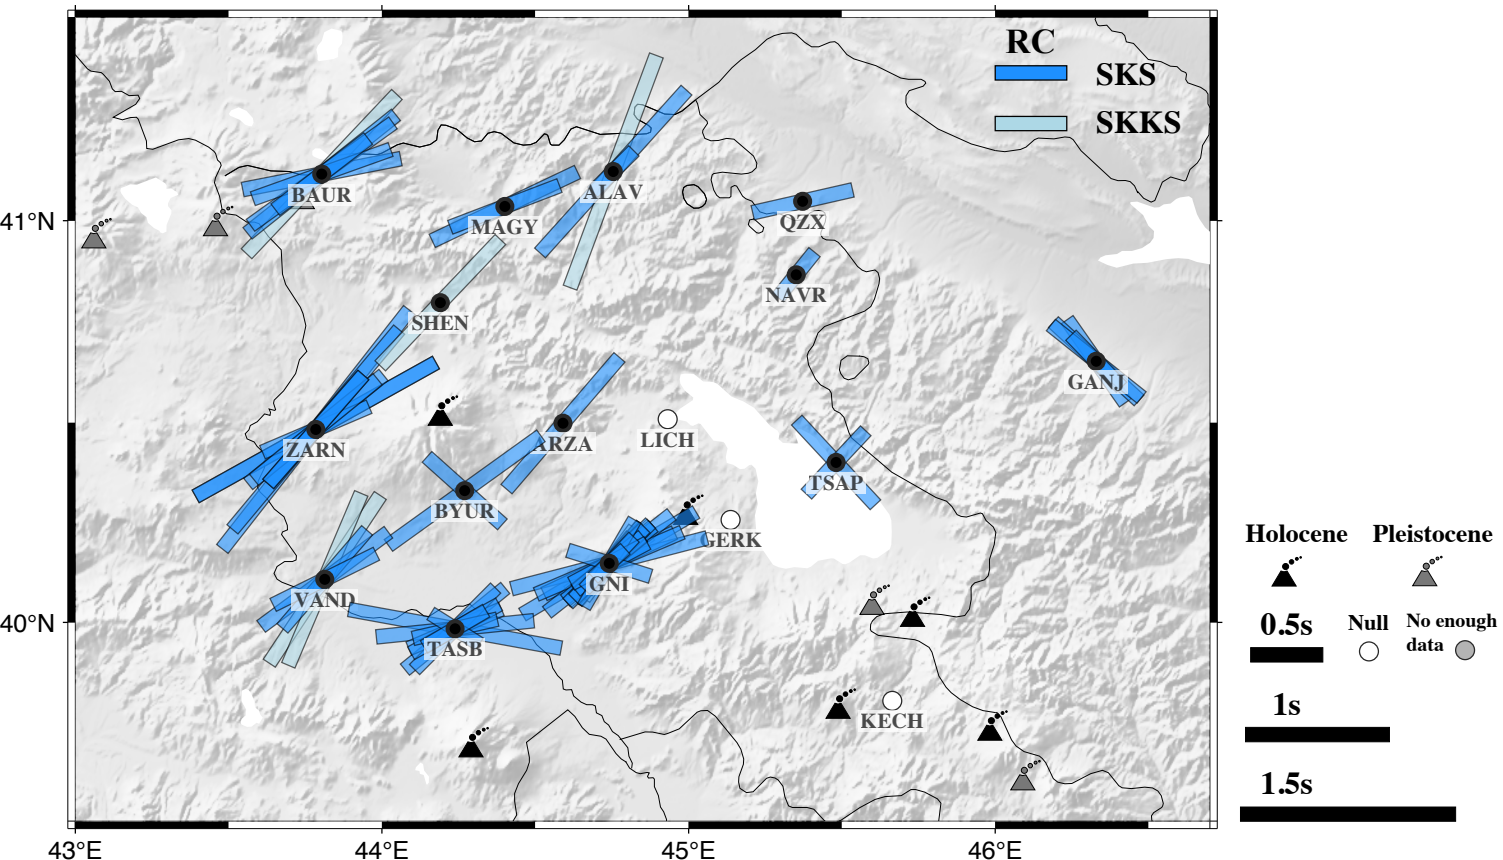 RC
SKS
SKKS
BAUR
ALAV
MAGY
QZX
41°N
NAVR
SHEN
GANJ
ZARN
ARZA
LICH
TSAP
BYUR
GERK
GNI
VAND
40°N
TASB
KECH
Holocene
Pleistocene
0.5s
Null
No enough
data
1s
1.5s
43°E
44°E
45°E
46°E